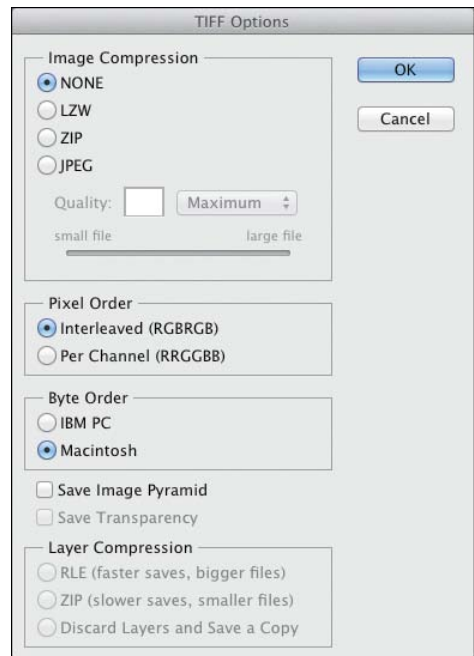 TIFF Options
Image Compression
NONE
LZW
ZIP
JPEG
Quality: Maximum
small file large file
OK
Cancel
Pixel Order
Interleaved (RGBRGB)
Per Channel (RRGGBB)
Byte Order
IBM PC
Macintosh
Save Image Pyramid
Save Transparency
Layer Compression
RLE (faster saves, bigger files)
ZIP (slower saves, smaller files)
Discard Layers and Save a Copy